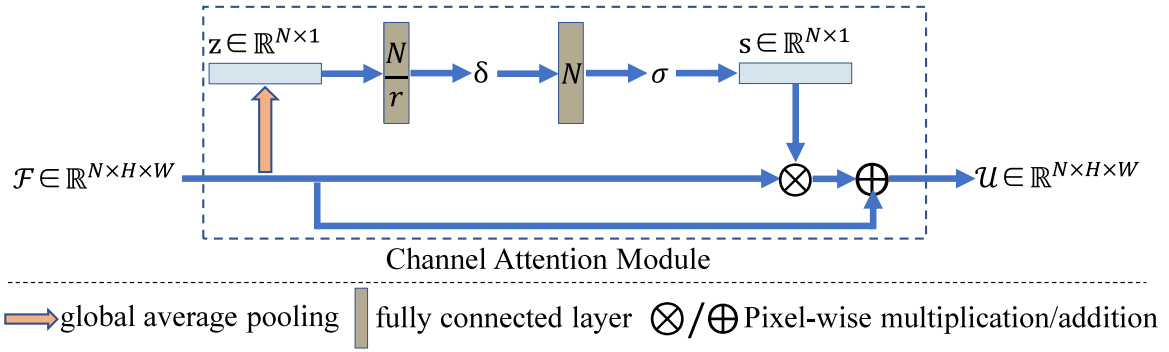 z ∈ ℝ^{N×1}
s ∈ ℝ^{N×1}
N/r
δ
N
σ
ℱ ∈ ℝ^{N×H×W}
𝒰 ∈ ℝ^{N×H×W}
Channel Attention Module
global average pooling
fully connected layer
⊗/⊕ Pixel-wise multiplication/addition